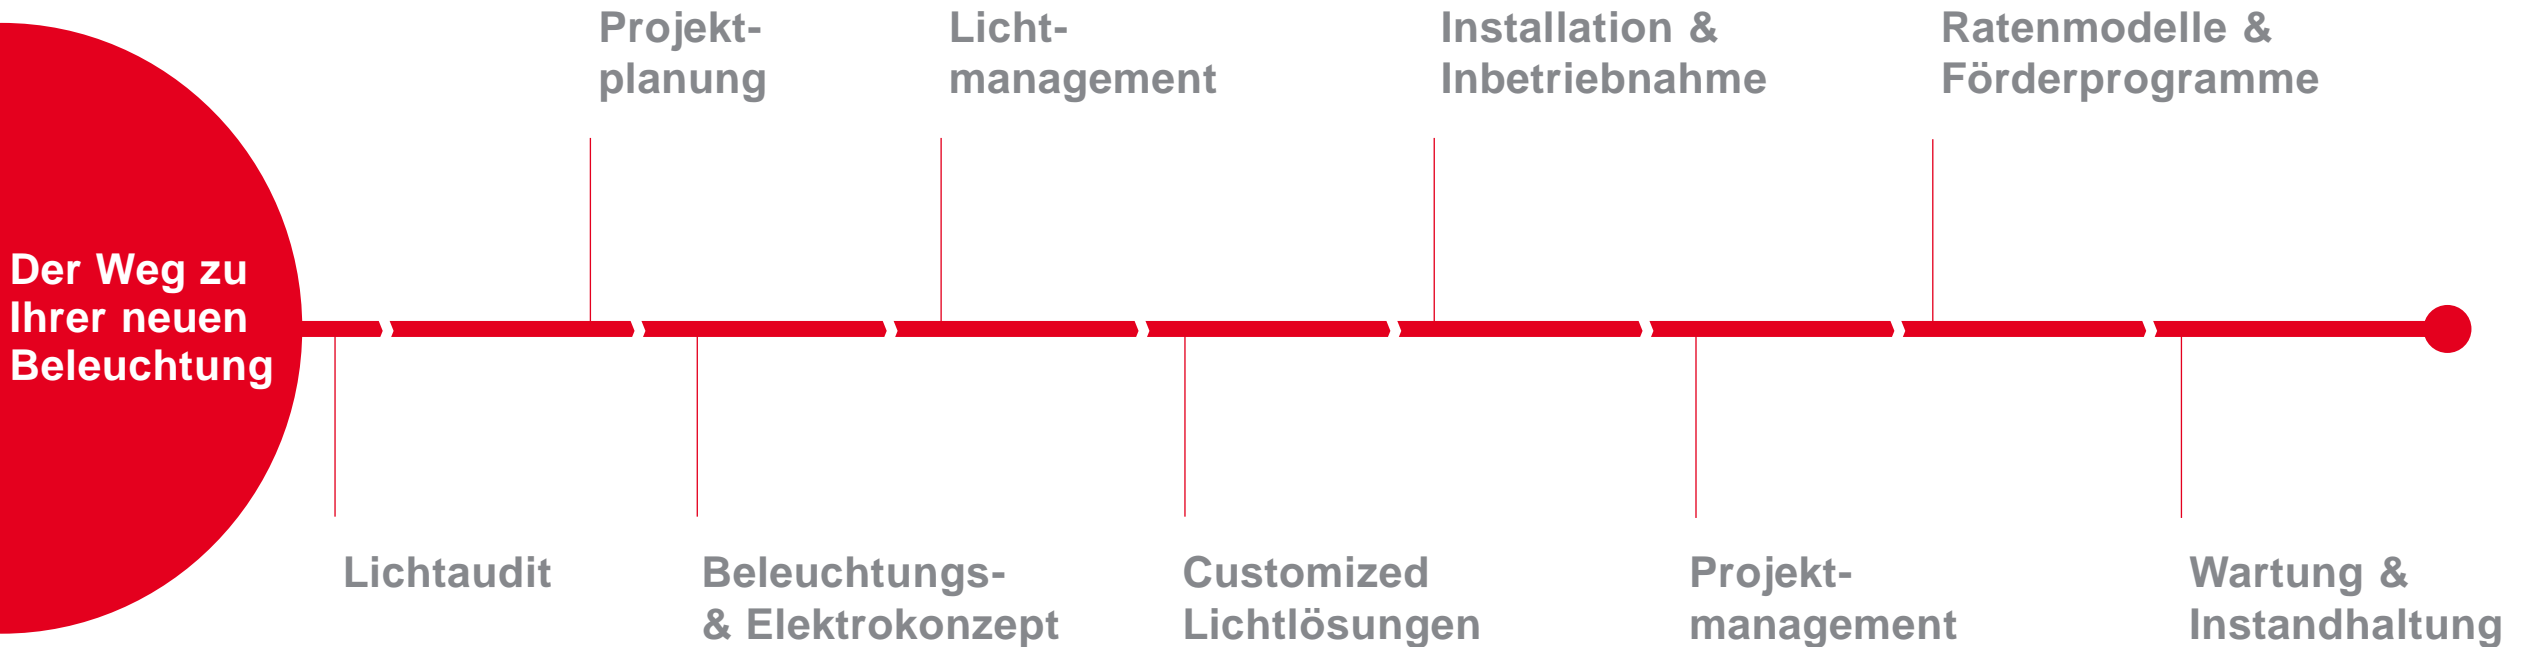 Der Weg zu
Ihrer neuen
Beleuchtung
Lichtaudit
Projekt-
planung
Beleuchtungs-
& Elektrokonzept
Licht-
management
Customized
Lichtlösungen
Installation &
Inbetriebnahme
Projekt-
management
Ratenmodelle &
Förderprogramme
Wartung &
Instandhaltung